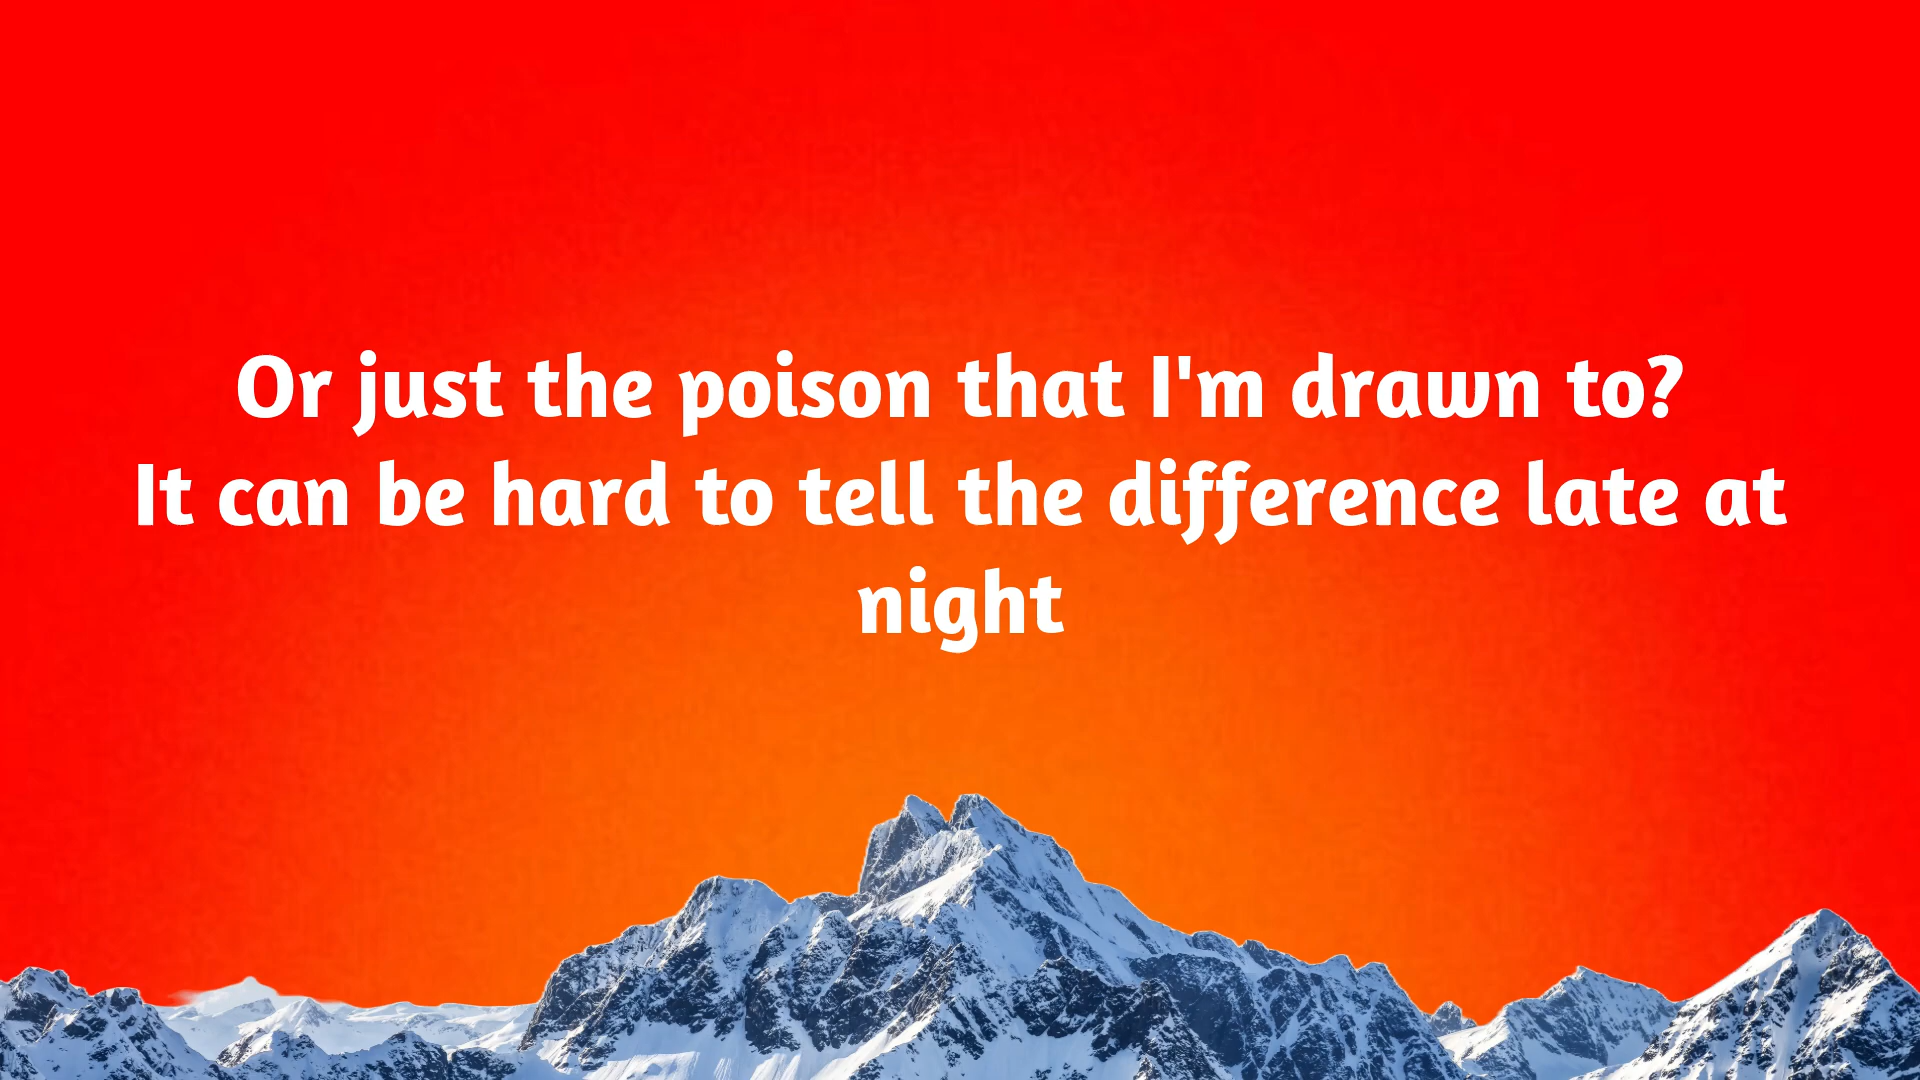 Or just the poison that I'm drawn to?
It can be hard to tell the difference late at
night